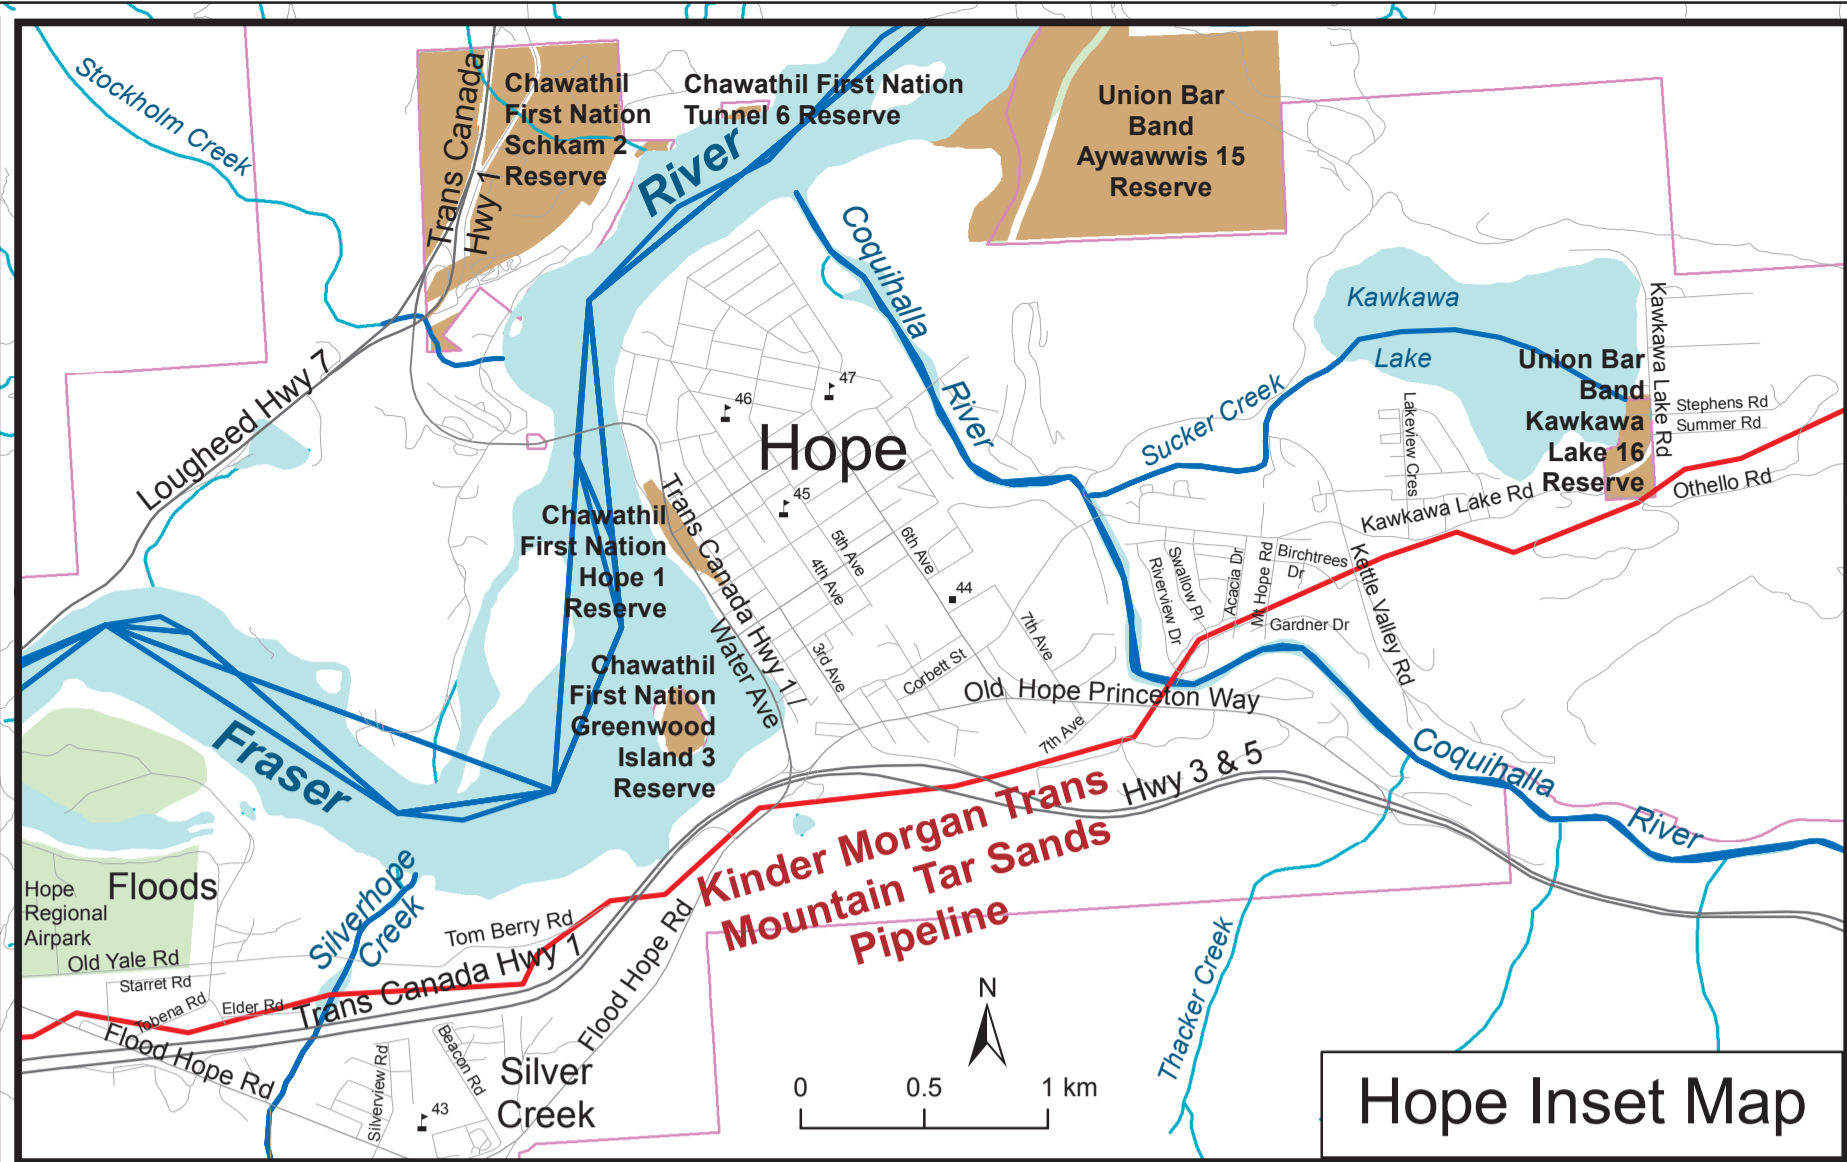 Stockholm Creek
Trans Canada
Hwy 1
Chawathil
First Nation
Schkam 2
Reserve
Chawathil First Nation
Tunnel 6 Reserve
River
Union Bar
Band
Aywawwis 15
Reserve
Coquihalla
River
Kawkawa
Lake
Kawkawa Lake Rd
Union Bar
Band
Kawkawa
Lake 16
Reserve
Stephens Rd
Summer Rd
Othello Rd
Lougheed Hwy 7
46
47
Hope
45
44
Sucker Creek
Lakeview Cres
Kawkawa Lake Rd
Chawathil
First Nation
Hope 1
Reserve
Trans Canada Hwy 1 /
Water Ave
3rd Ave
4th Ave
5th Ave
6th Ave
7th Ave
Corbett St
Old Hope Princeton Way
7th Ave
Riverview Dr
Swallow Pl
Acacia Dr
Mt Hope Rd
Birchtrees
Dr
Gardner Dr
Kettle Valley Rd
Chawathil
First Nation
Greenwood
Island 3
Reserve
Fraser
Hwy 3 & 5
Coquihalla
River
Kinder Morgan Trans
Mountain Tar Sands
Pipeline
Hope
Regional
Airpark
Floods
Silverhope
Creek
Tom Berry Rd
Old Yale Rd
Starret Rd
Tobena Rd
Elder Rd
Trans Canada Hwy 1
Flood Hope Rd
Flood Hope Rd
Silverview Rd
Beacon Rd
43
Silver
Creek
Thacker Creek
N
0 0.5 1 km
Hope Inset Map